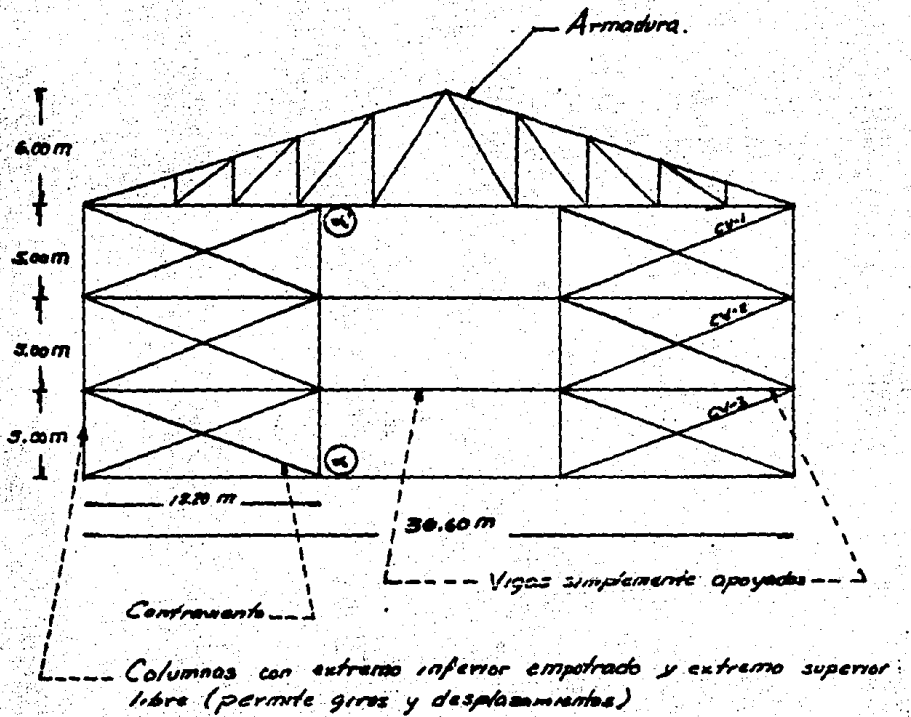 Armadura.
6.00 m
5.00 m
5.00 m
5.00 m
α'
α
CV-1
CV-2
CV-3
12.20 m
36.60 m
Vigas simplemente apoyadas
Contraviento
Columnas con extremo inferior empotrado y extremo superior
libre (permite giros y desplazamientos)